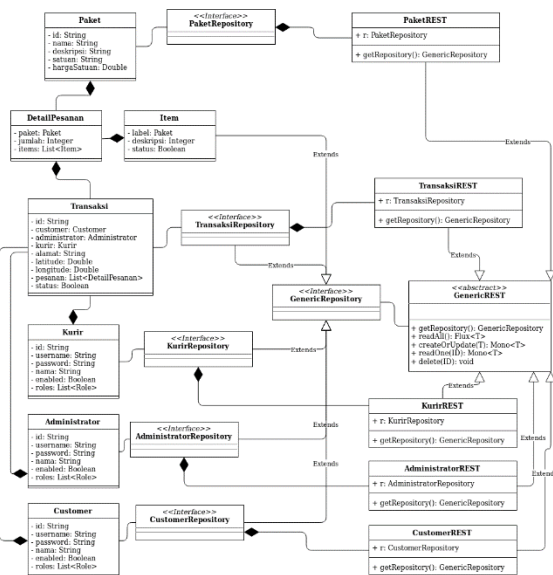 Paket
- id: String
- nama: String
- deskripsi: String
- satuan: String
- hargaSatuan: Double
<<Interface>>
PaketRepository
PaketREST
+ r: PaketRepository
+ getRepository(): GenericRepository
DetailPesanan
- paket: Paket
- jumlah: Integer
- items: List<Item>
Item
- label: Paket
- deskripsi: Integer
- status: Boolean
Extends
Extends
Transaksi
- id: String
- customer: Customer
- administrator: Administrator
- kurir: Kurir
- alamat: String
- latitude: Double
- longitude: Double
- pesanan: List<DetailPesanan>
- status: Boolean
<<Interface>>
TransaksiRepository
TransaksiREST
+ r: TransaksiRepository
+ getRepository(): GenericRepository
Extends
Extends
<<Interface>>
GenericRepository
<<absctract>>
GenericREST
+ getRepository(): GenericRepository
+ readAll(): Flux<T>
+ createOrUpdate(T): Mono<T>
+ readOne(ID): Mono<T>
+ delete(ID): void
Kurir
- id: String
- username: String
- password: String
- nama: String
- enabled: Boolean
- roles: List<Role>
<<Interface>>
KurirRepository
Extends
Extends
KurirREST
+ r: KurirRepository
+ getRepository(): GenericRepository
Administrator
- id: String
- username: String
- password: String
- nama: String
- enabled: Boolean
- roles: List<Role>
<<Interface>>
AdministratorRepository
Extends
Extends
AdministratorREST
+ r: AdministratorRepository
+ getRepository(): GenericRepository
Extends
Extend
Customer
- id: String
- username: String
- password: String
- nama: String
- enabled: Boolean
- roles: List<Role>
<<Interface>>
CustomerRepository
CustomerREST
+ r: CustomerRepository
+ getRepository(): GenericRepository